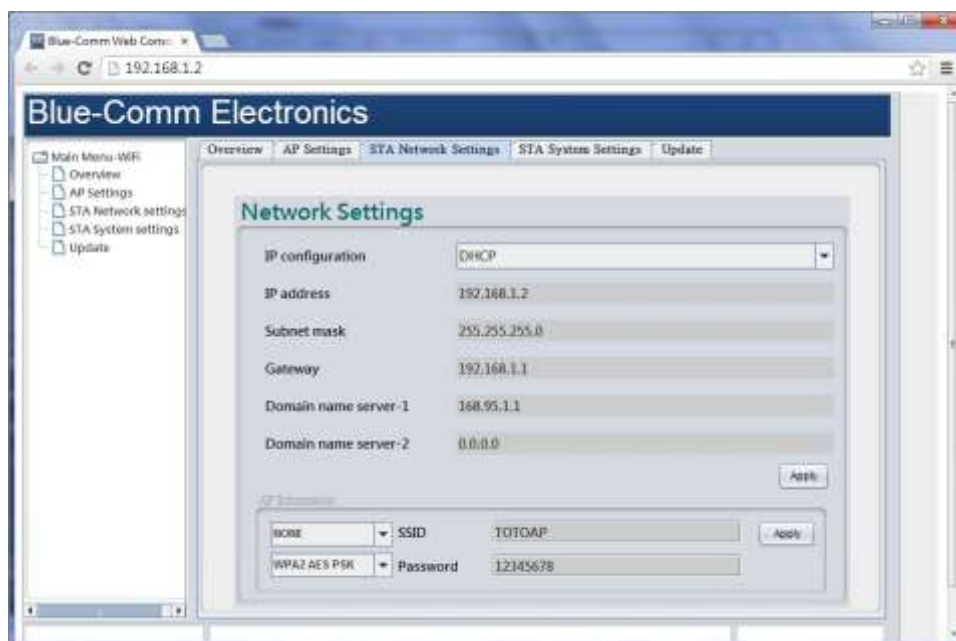 Blue-Comm Web Com
192.168.1.2
Blue-Comm Electronics
Main Menu-WiFi
Overview
AP Settings
STA Network settings
STA System settings
Update
Overview AP Settings STA Network Settings STA System Settings Update
Network Settings
IP configuration DHCP
IP address 192.168.1.2
Subnet mask 255.255.255.0
Gateway 192.168.1.1
Domain name server-1 168.95.1.1
Domain name server-2 0.0.0.0
Apply
AP Information
NONE SSID TOTOAP Apply
WPA2 AES PSK Password 12345678